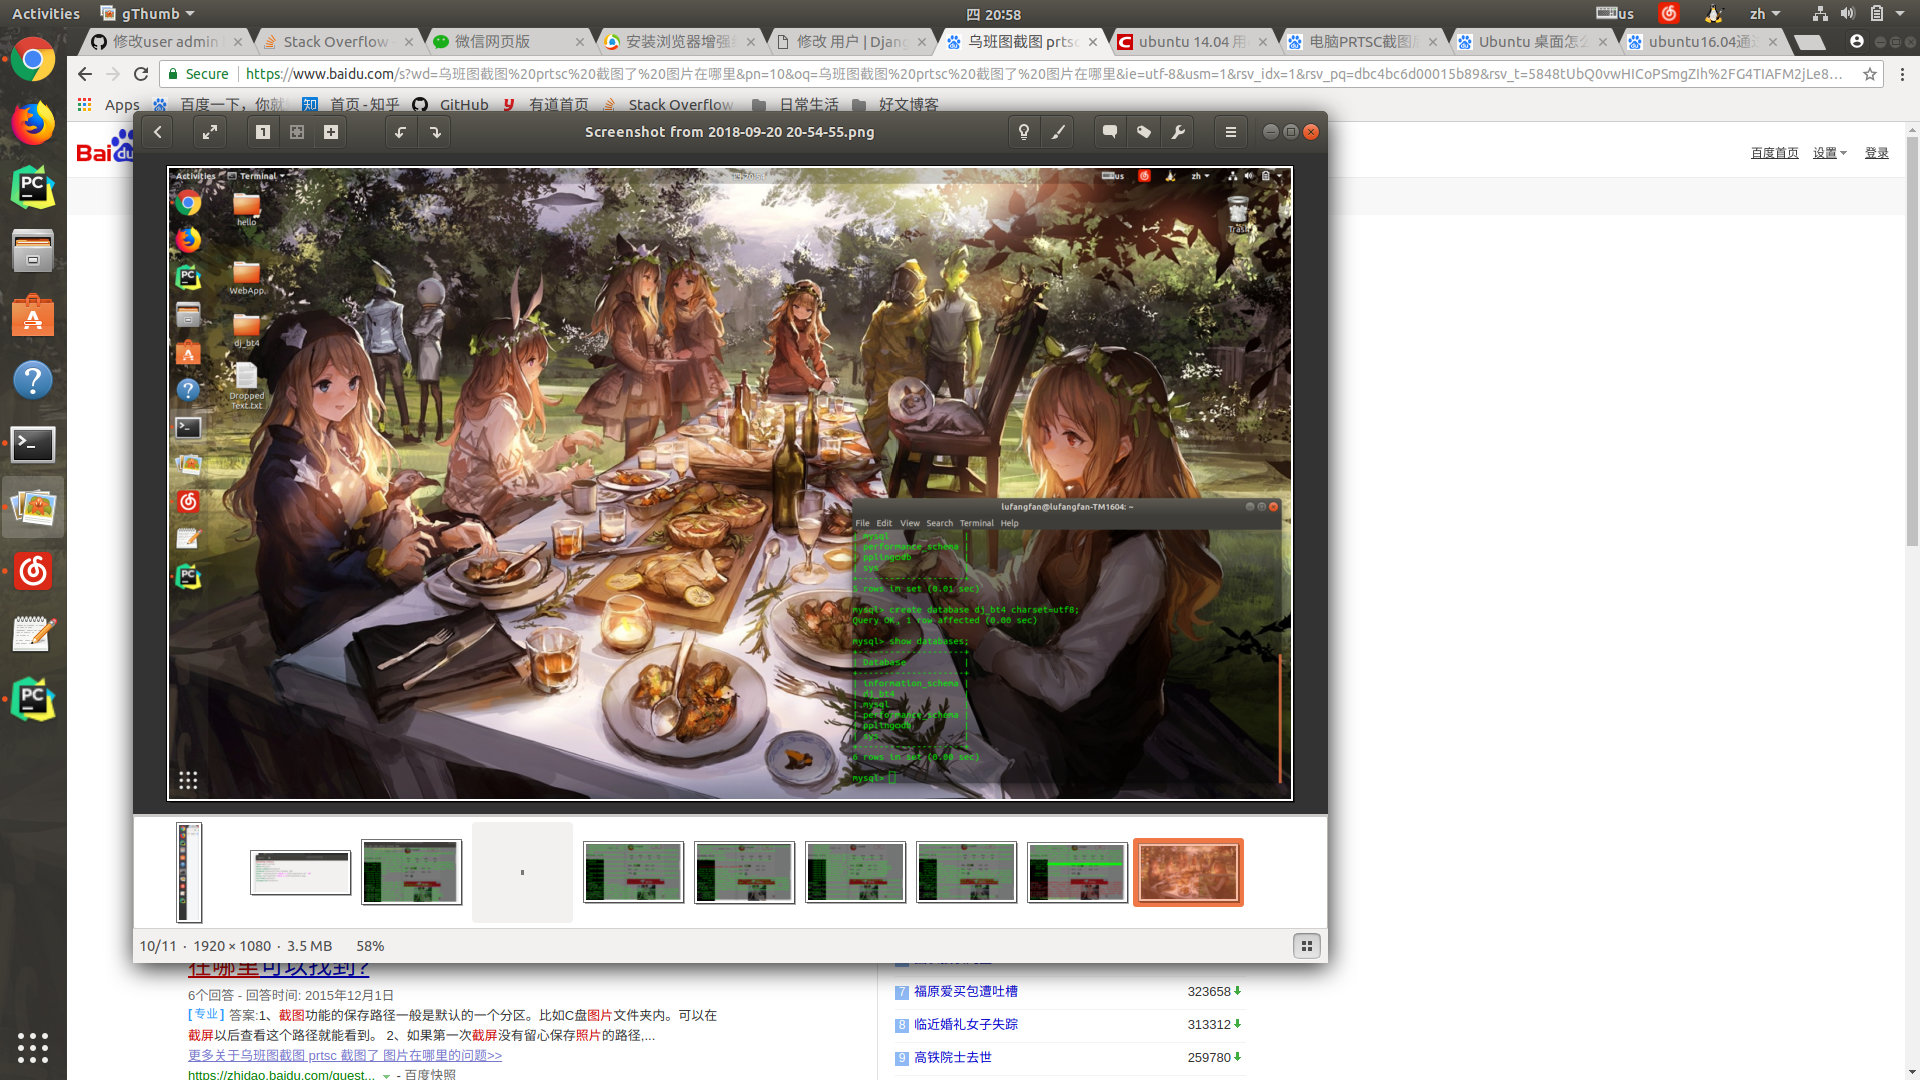 Activities
gThumb
四 20:58
us
zh
修改user admin
Stack Overflow
微信网页版
安装浏览器增强
修改 用户 | Djang
乌班图截图 prtsc
ubuntu 14.04 用
电脑PRTSC截图后
Ubuntu 桌面怎么
ubuntu16.04通过
Secure
https://www.baidu.com/s?wd=乌班图截图%20prtsc%20截图了%20图片在哪里&pn=10&oq=乌班图截图%20prtsc%20截图了%20图片在哪里&ie=utf-8&usm=1&rsv_idx=1&rsv_pq=dbc4bc6d00015b89&rsv_t=5848tUbQ0vwHICoPSmgZIh%2FG4TIAFM2jLe8...
Apps
百度一下，你就
首页 - 知乎
GitHub
有道首页
Stack Overflow
日常生活
好文博客
Bai du
百度首页
设置
登录
Screenshot from 2018-09-20 20-54-55.png
Activities
Terminal
us
zh
hello
WebApp
dj_bt4
Dropped
Text.txt
Trash
lufangfan@lufangfan-TM1604: ~
File Edit View Search Terminal Help
| mysql |
| performance_schema |
| pplingodb |
| sys |
+--------------------+
5 rows in set (0.01 sec)
mysql> create database dj_bt4 charset=utf8;
Query OK, 1 row affected (0.00 sec)
mysql> show databases;
+--------------------+
| Database |
+--------------------+
| information_schema |
| dj_bt4 |
| mysql |
| performance_schema |
| pplingodb |
| sys |
+--------------------+
6 rows in set (0.00 sec)
mysql>
10/11 · 1920 × 1080 · 3.5 MB 58%
在哪里可以找到?
6个回答 - 回答时间: 2015年12月1日
[专业] 答案:1、截图功能的保存路径一般是默认的一个分区。比如C盘图片文件夹内。可以在
截屏以后查看这个路径就能看到。 2、如果第一次截屏没有留心保存照片的路径,...
更多关于乌班图截图 prtsc 截图了 图片在哪里的问题>>
https://zhidao.baidu.com/quest... - 百度快照
7 福原爱买包遭吐槽 323658
8 临近婚礼女子失踪 313312
9 高铁院士去世 259780